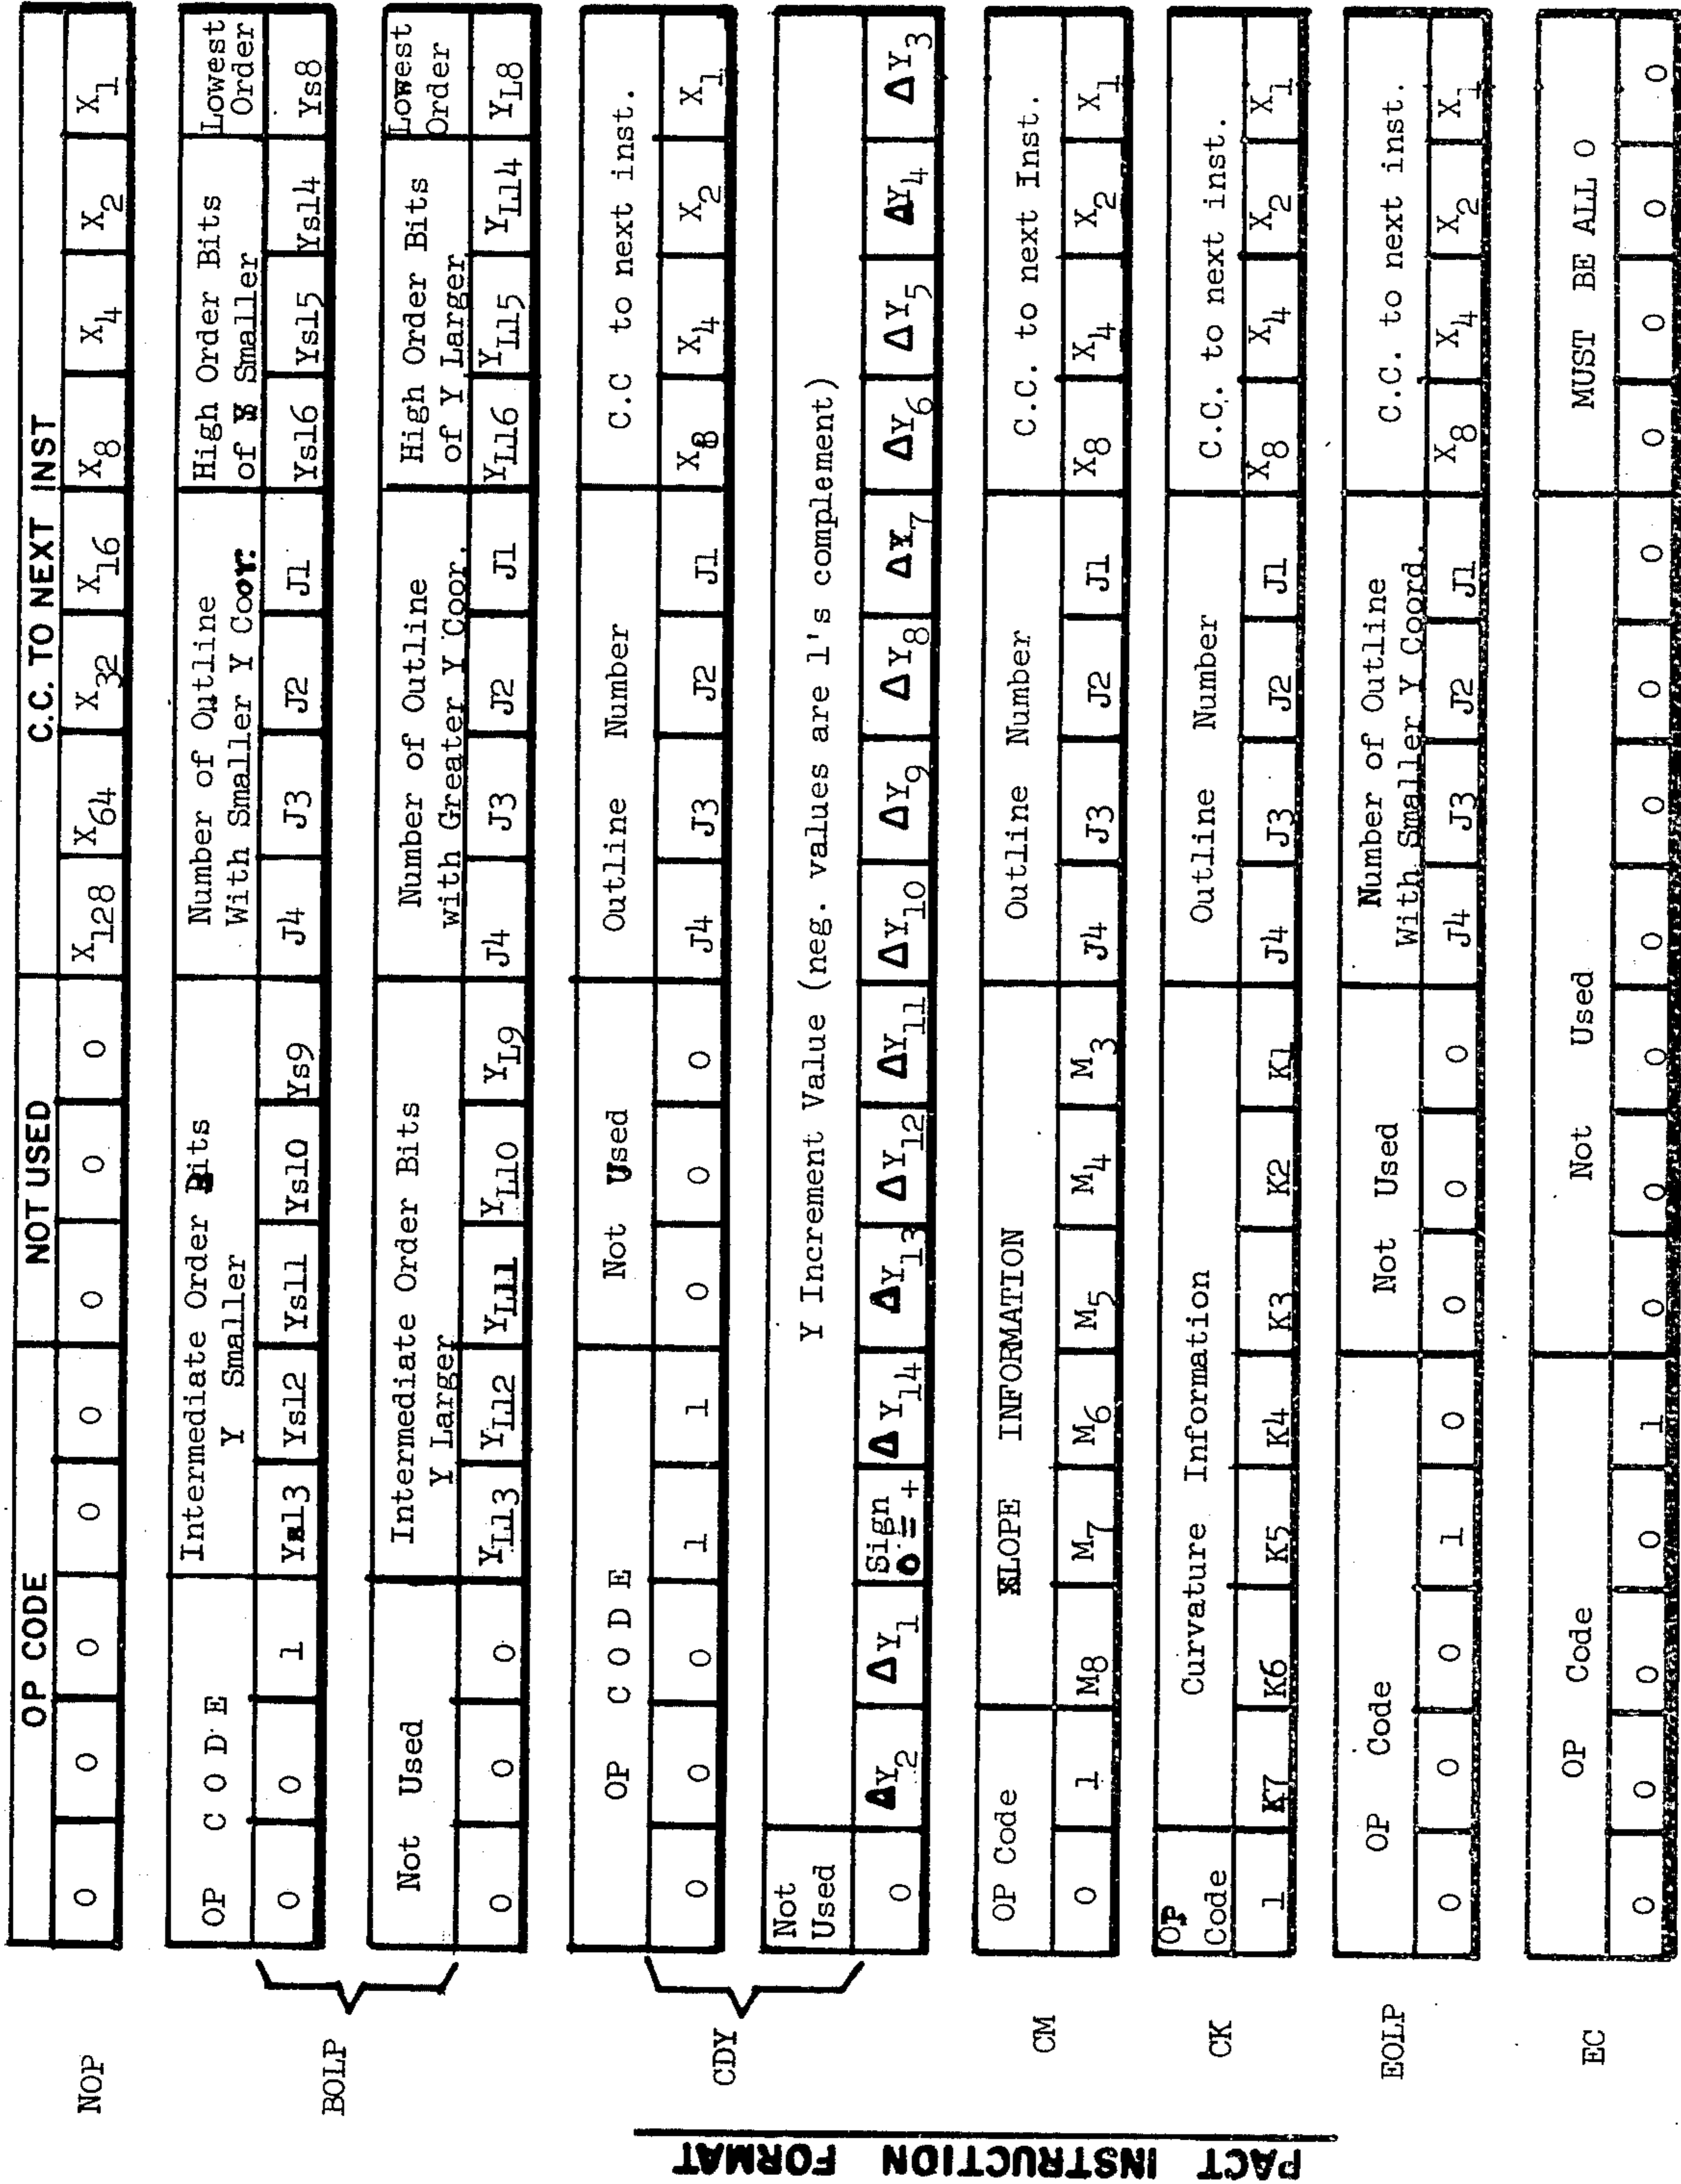 PACT INSTRUCTION FORMAT
NOP
OP CODE NOT USED C.C. TO NEXT INST
0 0 0 0 0 0 0 0 X128 X64 X32 X16 X8 X4 X2 X1
BOLP
OP C O D E
Intermediate Order Bits
Y Smaller
Number of Outline
With Smaller Y Coor.
High Order Bits
of Y Smaller
Lowest
Order
0 0 1 Ys13 Ys12 Ys11 Ys10 Ys9 J4 J3 J2 J1 Ys16 Ys15 Ys14 Ys8
Not Used
Intermediate Order Bits
Y Larger
Number of Outline
with Greater Y Coor.
High Order Bits
of Y Larger
Lowest
Order
0 0 0 YL13 YL12 YL11 YL10 YL9 J4 J3 J2 J1 YL16 YL15 YL14 YL8
CDY
OP C O D E Not Used Outline Number C.C to next inst.
0 0 0 1 1 0 0 0 J4 J3 J2 J1 X8 X4 X2 X1
Not
Used
Y Increment Value (neg. values are 1's complement)
0 ΔY2 ΔY1 Sign
0 = +
ΔY14 ΔY13 ΔY12 ΔY11 ΔY10 ΔY9 ΔY8 ΔY7 ΔY6 ΔY5 ΔY4 ΔY3
CM
OP Code SLOPE INFORMATION Outline Number C.C. to next Inst.
0 1 M8 M7 M6 M5 M4 M3 J4 J3 J2 J1 X8 X4 X2 X1
CK
OP
Code
Curvature Information Outline Number C.C. to next inst.
1 K7 K6 K5 K4 K3 K2 K1 J4 J3 J2 J1 X8 X4 X2 X1
EOLP
OP Code Not Used
Number of Outline
With Smaller Y Coord.
C.C. to next inst.
0 0 0 1 0 0 0 0 J4 J3 J2 J1 X8 X4 X2 X1
EC
OP Code Not Used MUST BE ALL 0
0 0 0 0 1 0 0 0 0 0 0 0 0 0 0 0